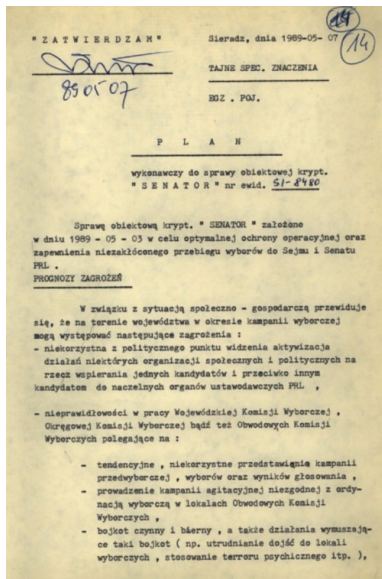 14
14
"ZATWIERDZAM"
Sieradz, dnia 1989-05- 07
890507
TAJNE SPEC. ZNACZENIA
EGZ . POJ.
P L A N
wykonawczy do sprawy obiektowej krypt.
" SENATOR " nr ewid. SI-8480
Sprawę obiektową krypt. " SENATOR " założono
w dniu 1989 - 05 - 03 w celu optymalnej ochrony operacyjnej oraz
zapewnienia niezakłóconego przebiegu wyborów do Sejmu i Senatu
PRL .
PROGNOZY ZAGROŻEŃ
W związku z sytuacją społeczno - gospodarczą przewiduje
się, że na terenie województwa w okresie kampanii wyborczej
mogą występować następujące zagrożenia :
- niekorzystna z politycznego punktu widzenia aktywizacja
działań niektórych organizacji społecznych i politycznych na
rzecz wspierania jednych kandydatów i przeciwko innym
kandydatom do naczelnych organów ustawodawczych PRL ,
- nieprawidłowości w pracy Wojewódzkiej Komisji Wyborczej ,
Okręgowej Komisji Wyborczej bądź też Obwodowych Komisji
Wyborczych polegające na :
- tendencyjne , niekorzystne przedstawienie kampanii
przedwyborczej , wyborów oraz wyników głosowania ,
- prowadzenie kampanii agitacyjnej niezgodnej z ordy-
nacją wyborczą w lokalach Obwodowych Komisji
Wyborczych ,
- bojkot czynny i bierny , a także działania wymuszają-
ce taki bojkot ( np. utrudnianie dojść do lokali
wyborczych , stosowanie terroru psychicznego itp. ),